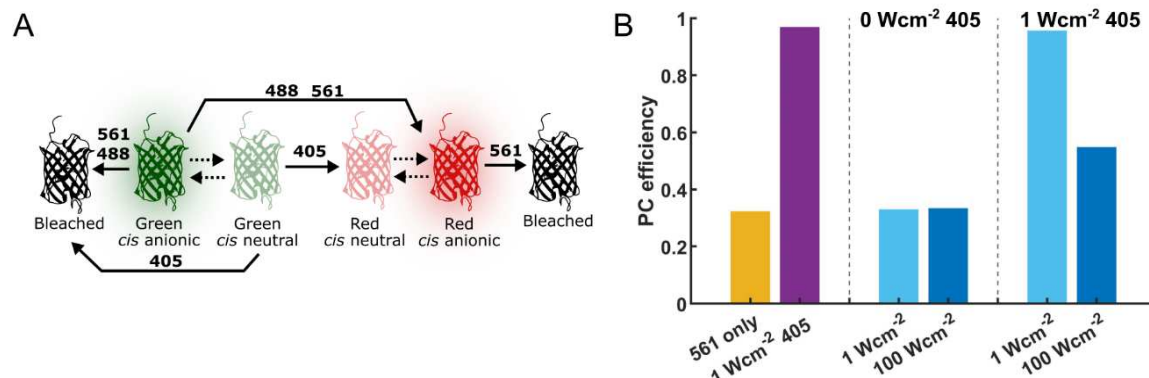 A
488 561
561
488
405
561
Bleached
Green
cis anionic
Green
cis neutral
Red
cis neutral
Red
cis anionic
Bleached
405
B
0 Wcm-2 405
1 Wcm-2 405
PC efficiency
1
0.8
0.6
0.4
0.2
0
561 only
1 Wcm-2 405
1 Wcm-2
100 Wcm-2
1 Wcm-2
100 Wcm-2